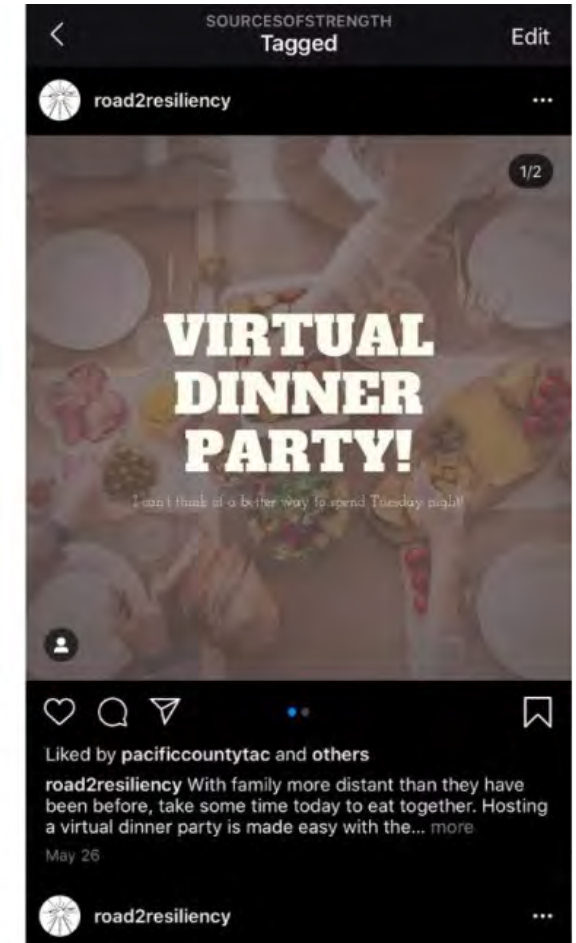 SOURCESOFSTRENGTH
Tagged
Edit
road2resiliency
1/2
VIRTUAL
DINNER
PARTY!
I can't think of a better way to spend Tuesday night!
Liked by pacificcountytac and others
road2resiliency With family more distant than they have
been before, take some time today to eat together. Hosting
a virtual dinner party is made easy with the... more
May 26
road2resiliency